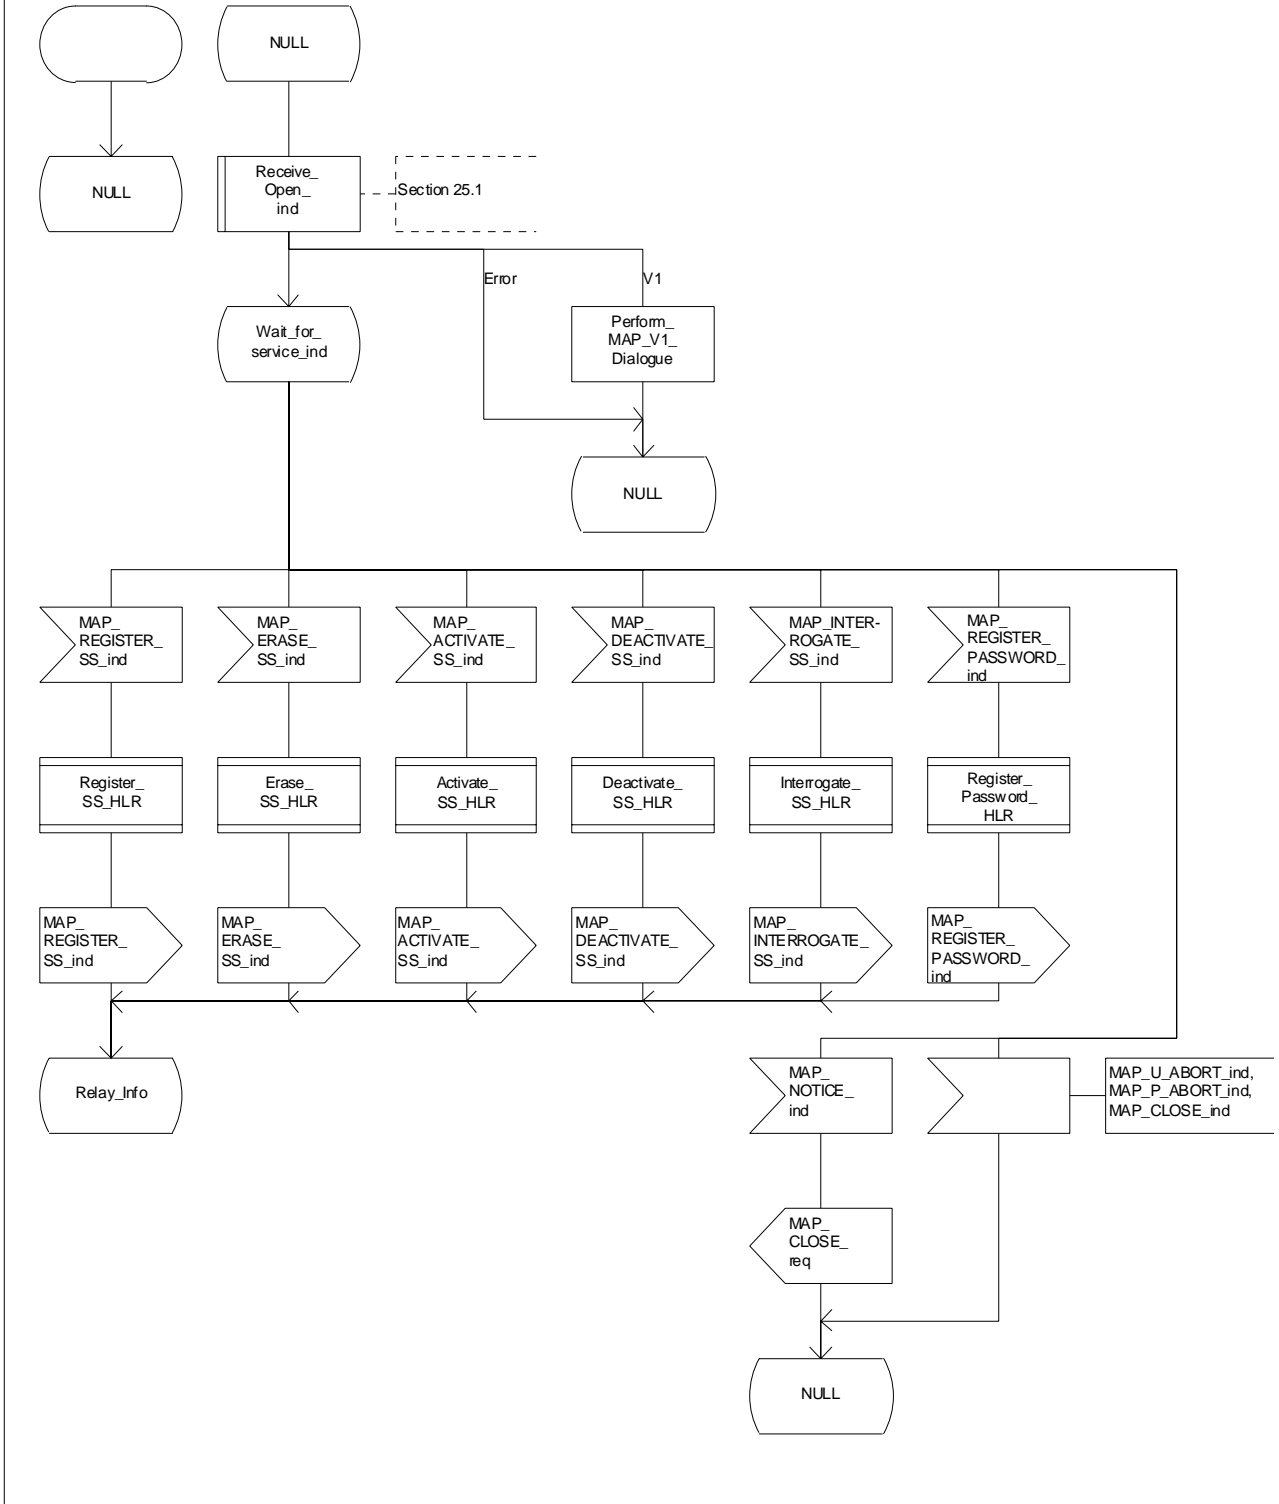 NULL
NULL
Receive_
Open_
ind
Section 25.1
Error
V1
Wait_for_
service_ind
Perform_
MAP_V1_
Dialogue
NULL
MAP_
REGISTER_
SS_ind
MAP_
ERASE_
SS_ind
MAP_
ACTIVATE_
SS_ind
MAP_
DEACTIVATE_
SS_ind
MAP_INTER-
ROGATE_
SS_ind
MAP_
REGISTER_
PASSWORD_
ind
Register_
SS_HLR
Erase_
SS_HLR
Activate_
SS_HLR
Deactivate_
SS_HLR
Interrogate_
SS_HLR
Register_
Password_
HLR
MAP_
REGISTER_
SS_ind
MAP_
ERASE_
SS_ind
MAP_
ACTIVATE_
SS_ind
MAP_
DEACTIVATE_
SS_ind
MAP_
INTERROGATE_
SS_ind
MAP_
REGISTER_
PASSWORD_
ind
Relay_Info
MAP_
NOTICE_
ind
MAP_U_ABORT_ind,
MAP_P_ABORT_ind,
MAP_CLOSE_ind
MAP_
CLOSE_
req
NULL